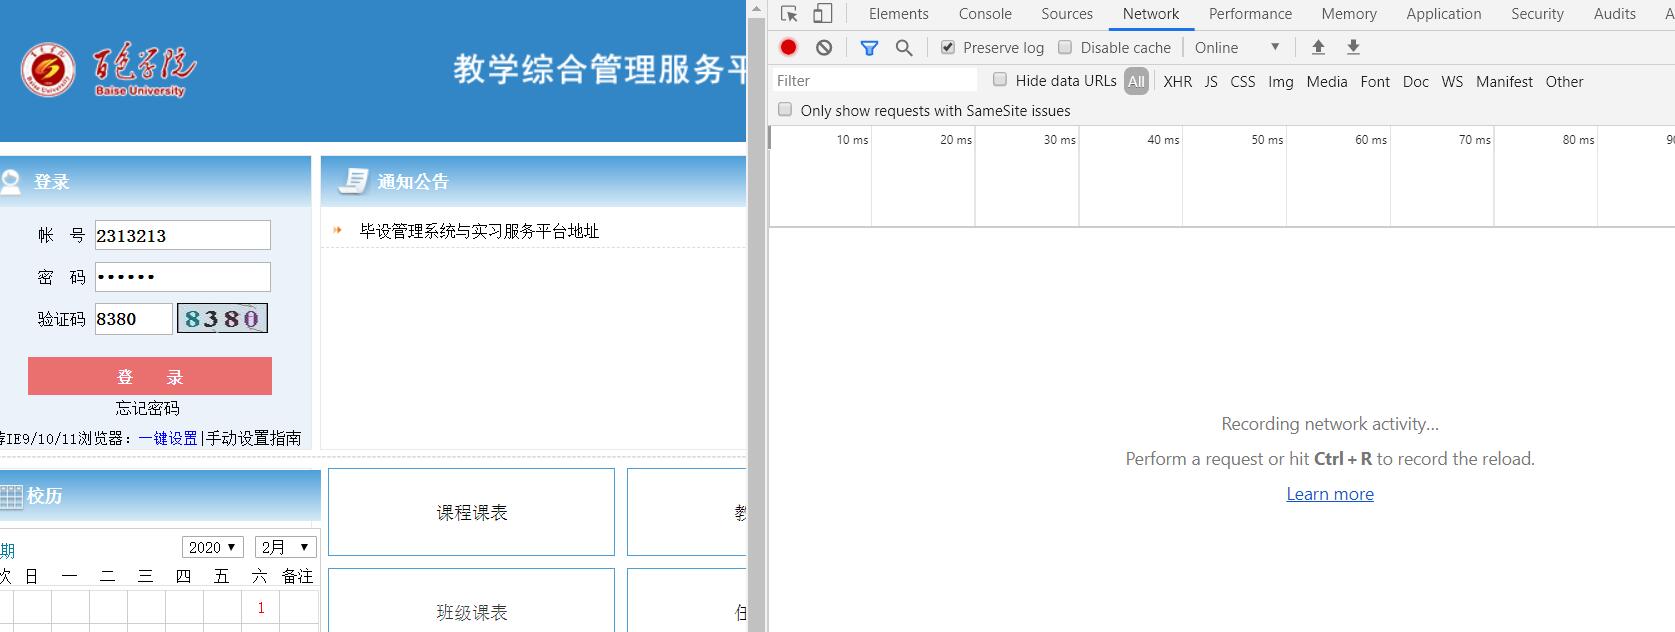 百色学院
Baise University
教学综合管理服务平
登录
帐 号 2313213
密 码 ••••••
验证码 8380 8380
登 录
忘记密码
IE9/10/11浏览器：一键设置|手动设置指南
通知公告
毕设管理系统与实习服务平台地址
校历
期
2020 ▼ 2月 ▼
次 日 一 二 三 四 五 六 备注
1
课程课表
班级课表
Elements Console Sources Network Performance Memory Application Security Audits A
Preserve log Disable cache Online ▼
Filter Hide data URLs All XHR JS CSS Img Media Font Doc WS Manifest Other
Only show requests with SameSite issues
10 ms 20 ms 30 ms 40 ms 50 ms 60 ms 70 ms 80 ms 90
Recording network activity...
Perform a request or hit Ctrl + R to record the reload.
Learn more